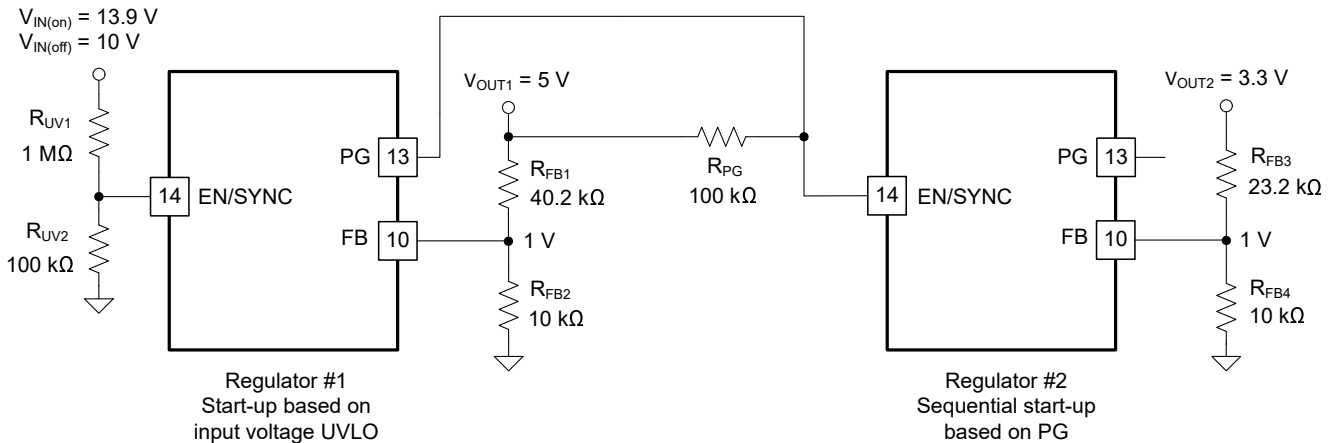 V_IN(on) = 13.9 V
V_IN(off) = 10 V
R_UV1
1 MΩ
R_UV2
100 kΩ
14
EN/SYNC
PG
13
FB
10
Regulator #1
Start-up based on
input voltage UVLO
V_OUT1 = 5 V
R_FB1
40.2 kΩ
1 V
R_FB2
10 kΩ
R_PG
100 kΩ
14
EN/SYNC
PG
13
FB
10
Regulator #2
Sequential start-up
based on PG
V_OUT2 = 3.3 V
R_FB3
23.2 kΩ
1 V
R_FB4
10 kΩ